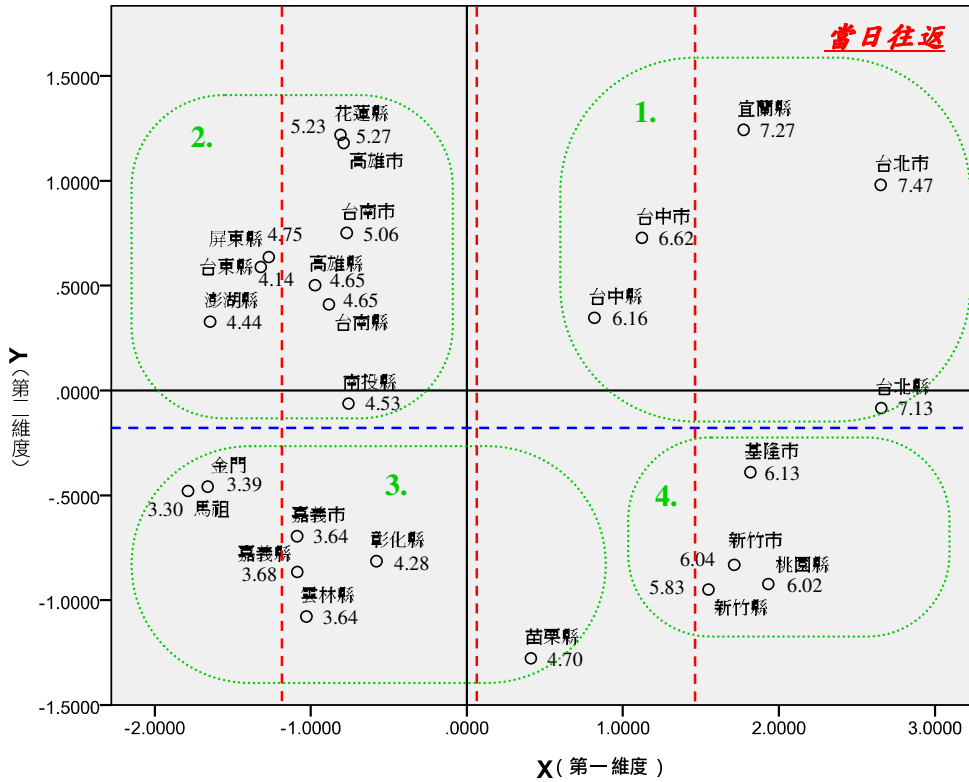 當日往返
1.5000
1.0000
.5000
.0000
-.5000
-1.0000
-1.5000
Y（第二維度）
1.
宜蘭縣
7.27
台北市
7.47
台中市
6.62
台中縣
6.16
台北縣
7.13
2.
花蓮縣
5.23
5.27
高雄市
台南市
5.06
屏東縣 4.75
台東縣
4.14
高雄縣
4.65
4.65
台南縣
澎湖縣
4.44
南投縣
4.53
3.
金門
3.39
3.30 馬祖
嘉義市
3.64
嘉義縣
3.68
彰化縣
4.28
雲林縣
3.64
苗栗縣
4.70
4.
基隆市
6.13
新竹市
6.04
桃園縣
6.02
5.83
新竹縣
-2.0000
-1.0000
.0000
1.0000
2.0000
3.0000
X（第一維度）